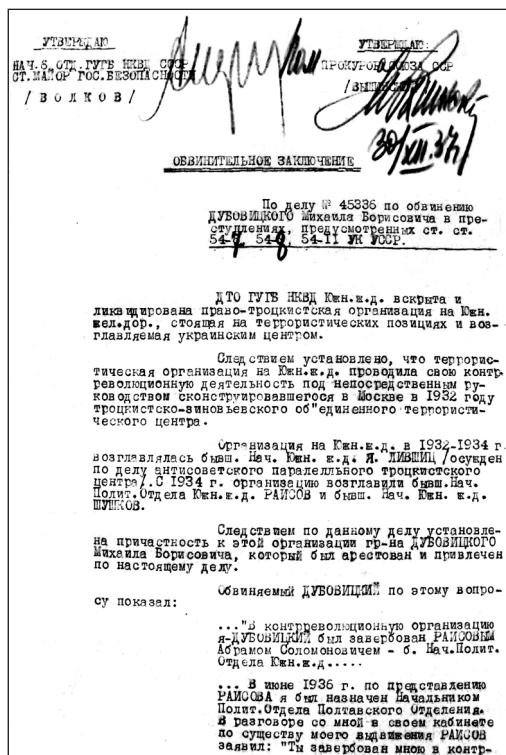 УТВЕРЖДАЮ
НАЧ.6 ОТД.ГУГБ НКВД СССР
СТ.МАЙОР ГОС.БЕЗОПАСНОСТИ
/ВОЛКОВ/
УТВЕРЖДАЮ:
ПРОКУРОР СОЮЗА ССР
30/XII.37г
ОБВИНИТЕЛЬНОЕ ЗАКЛЮЧЕНИЕ
По делу № 45336 по обвинению
ДУБОВИЦКОГО Михаила Борисовича в пре-
ступлениях, предусмотренных ст. ст.
54-7, 54-8, 54-II УК УССР.
ДТО ГУГБ НКВД Южн.ж.д. вскрыта и
ликвидирована право-троцкистская организация на Южн.
жел.дор., стоящая на террористических позициях и воз-
главляемая украинским центром.
Следствием установлено, что террорис-
тическая организация на Южн.ж.д. проводила свою контр-
революционную деятельность под непосредственным ру-
ководством сконструировавшегося в Москве в 1932 году
троцкистско-зиновьевского об"единенного террористи-
ческого центра.
Организация на Южн.ж.д. в 1932-1934 г.
возглавлялась бывш. Нач. Южн. ж.д. Я. ЛИВШИЦ /осужден
по делу антисоветского паралелльного троцкистского
центра/. С 1934 г. организацию возглавили бывш.Нач.
Полит.Отдела Южн.ж.д. РАИСОВ и бывш. Нач. Южн. ж.д.
ШУШКОВ.
Следствием по данному делу установле-
на причастность к этой организации гр-на ДУБОВИЦКОГО
Михаила Борисовича, который был арестован и привлечен
по настоящему делу.
Обвиняемый ДУБОВИЦКИЙ по этому вопро-
су показал:
..."В контрреволюционную организацию
я-ДУБОВИЦКИЙ был завербован РАИСОВЫМ
Абрамом Соломоновичем - б. Нач.Полит.
Отдела Южн.ж.д.....
... В июне 1936 г. по представлению
РАИСОВА я был назначен Начальником
Полит.Отдела Полтавского Отделения.
В разговоре со мной в своем кабинете
по существу моего выдвижения РАИСОВ
заявил: "Ты завербован мною в контр-